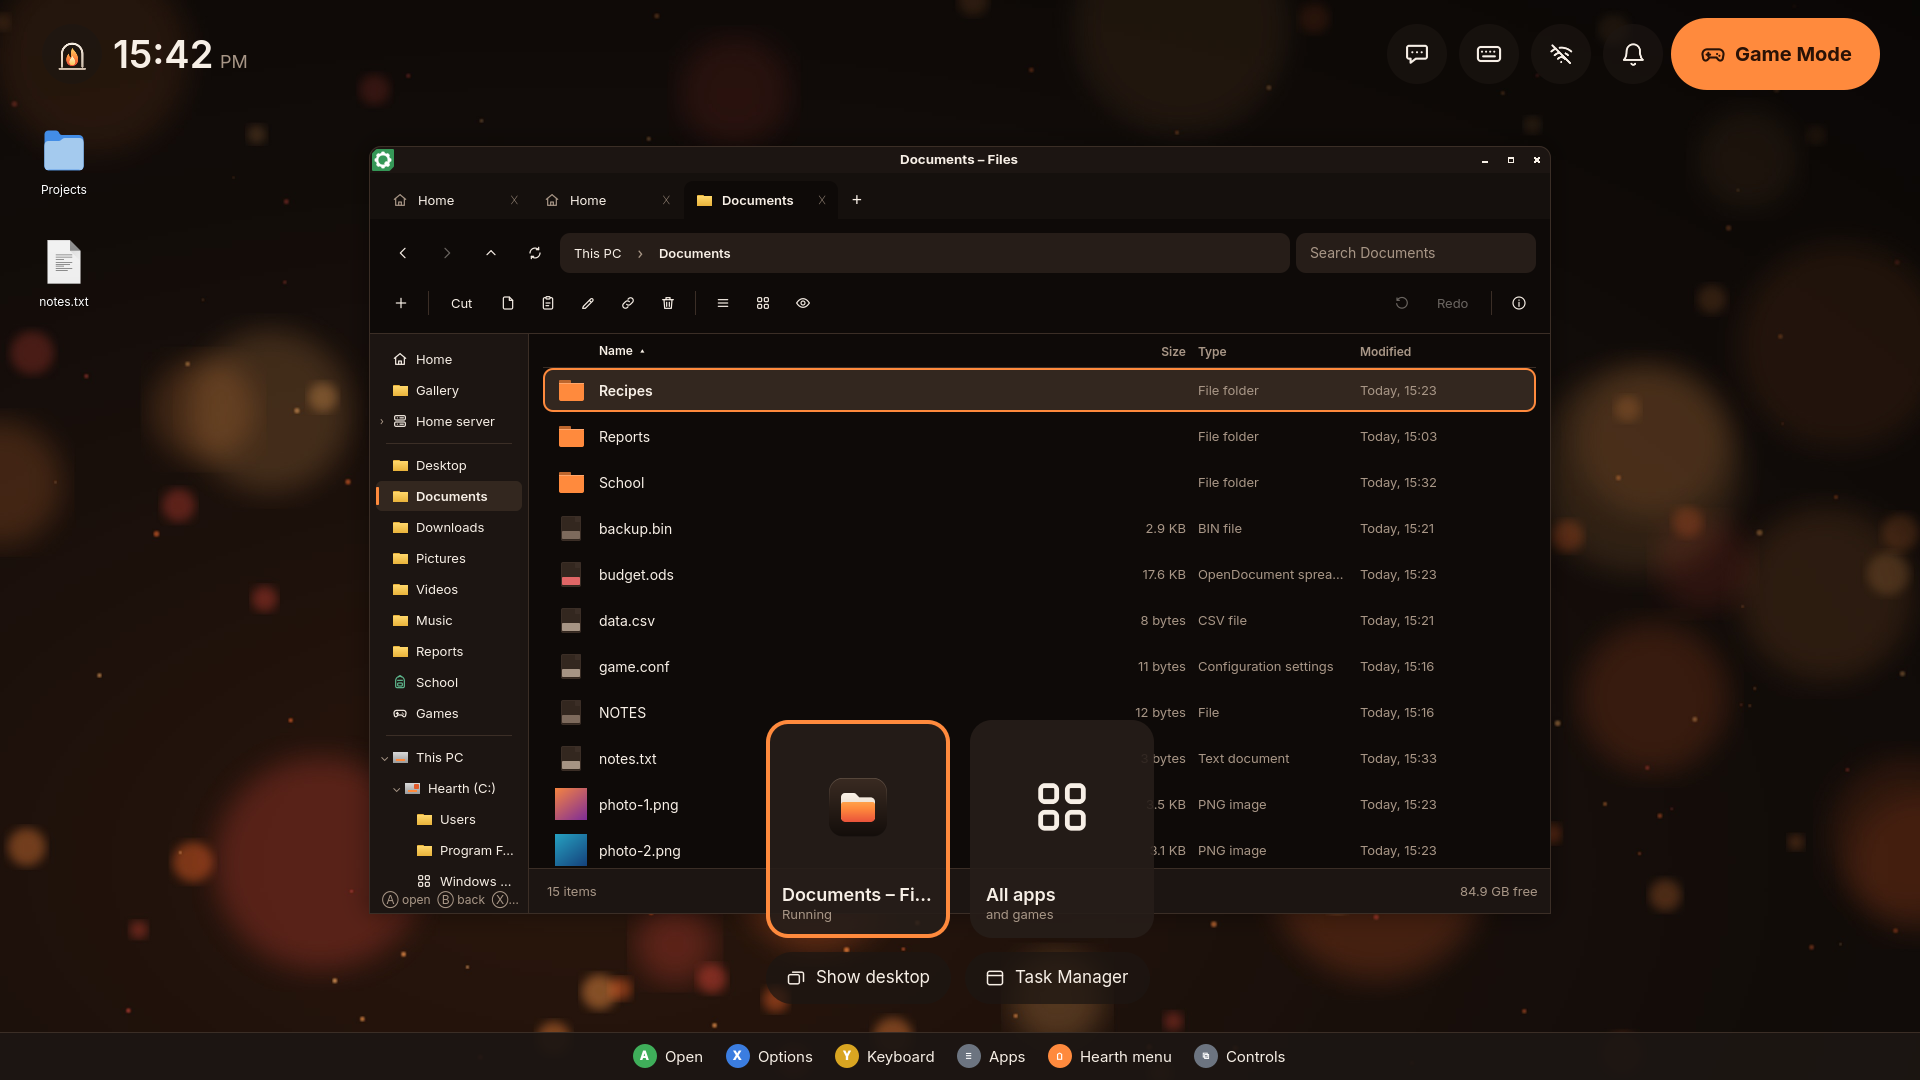 15:42 PM
Game Mode
Projects
notes.txt
Documents – Files
Home X
Home X
Documents X
+
This PC › Documents
Search Documents
Cut
Redo
Home
Gallery
Home server
Desktop
Documents
Downloads
Pictures
Videos
Music
Reports
School
Games
This PC
Hearth (C:)
Users
Program F...
Windows ...
A open B back X...
Name Size Type Modified
Recipes File folder Today, 15:23
Reports File folder Today, 15:03
School File folder Today, 15:32
backup.bin 2.9 KB BIN file Today, 15:21
budget.ods 17.6 KB OpenDocument sprea... Today, 15:23
data.csv 8 bytes CSV file Today, 15:21
game.conf 11 bytes Configuration settings Today, 15:16
NOTES 12 bytes File Today, 15:16
notes.txt bytes Text document Today, 15:33
photo-1.png KB PNG image Today, 15:23
photo-2.png KB PNG image Today, 15:23
15 items
84.9 GB free
Documents – Fi...
Running
All apps
and games
Show desktop
Task Manager
A Open X Options Y Keyboard Apps Hearth menu Controls